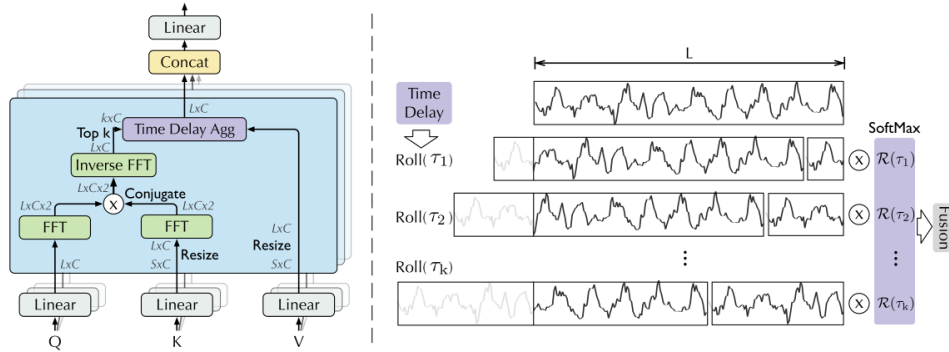 Linear
Concat
LxC
kxC
Top k
Time Delay Agg
LxC
Inverse FFT
LxCx2
Conjugate
x
LxCx2
LxCx2
FFT
FFT
LxC
LxC
LxC
Resize
Resize
SxC
SxC
Linear
Linear
Linear
Q
K
V
L
Time
Delay
SoftMax
Roll(τ1)
x
R(τ1)
Roll(τ2)
x
R(τ2)
Fusion
Roll(τk)
x
R(τk)